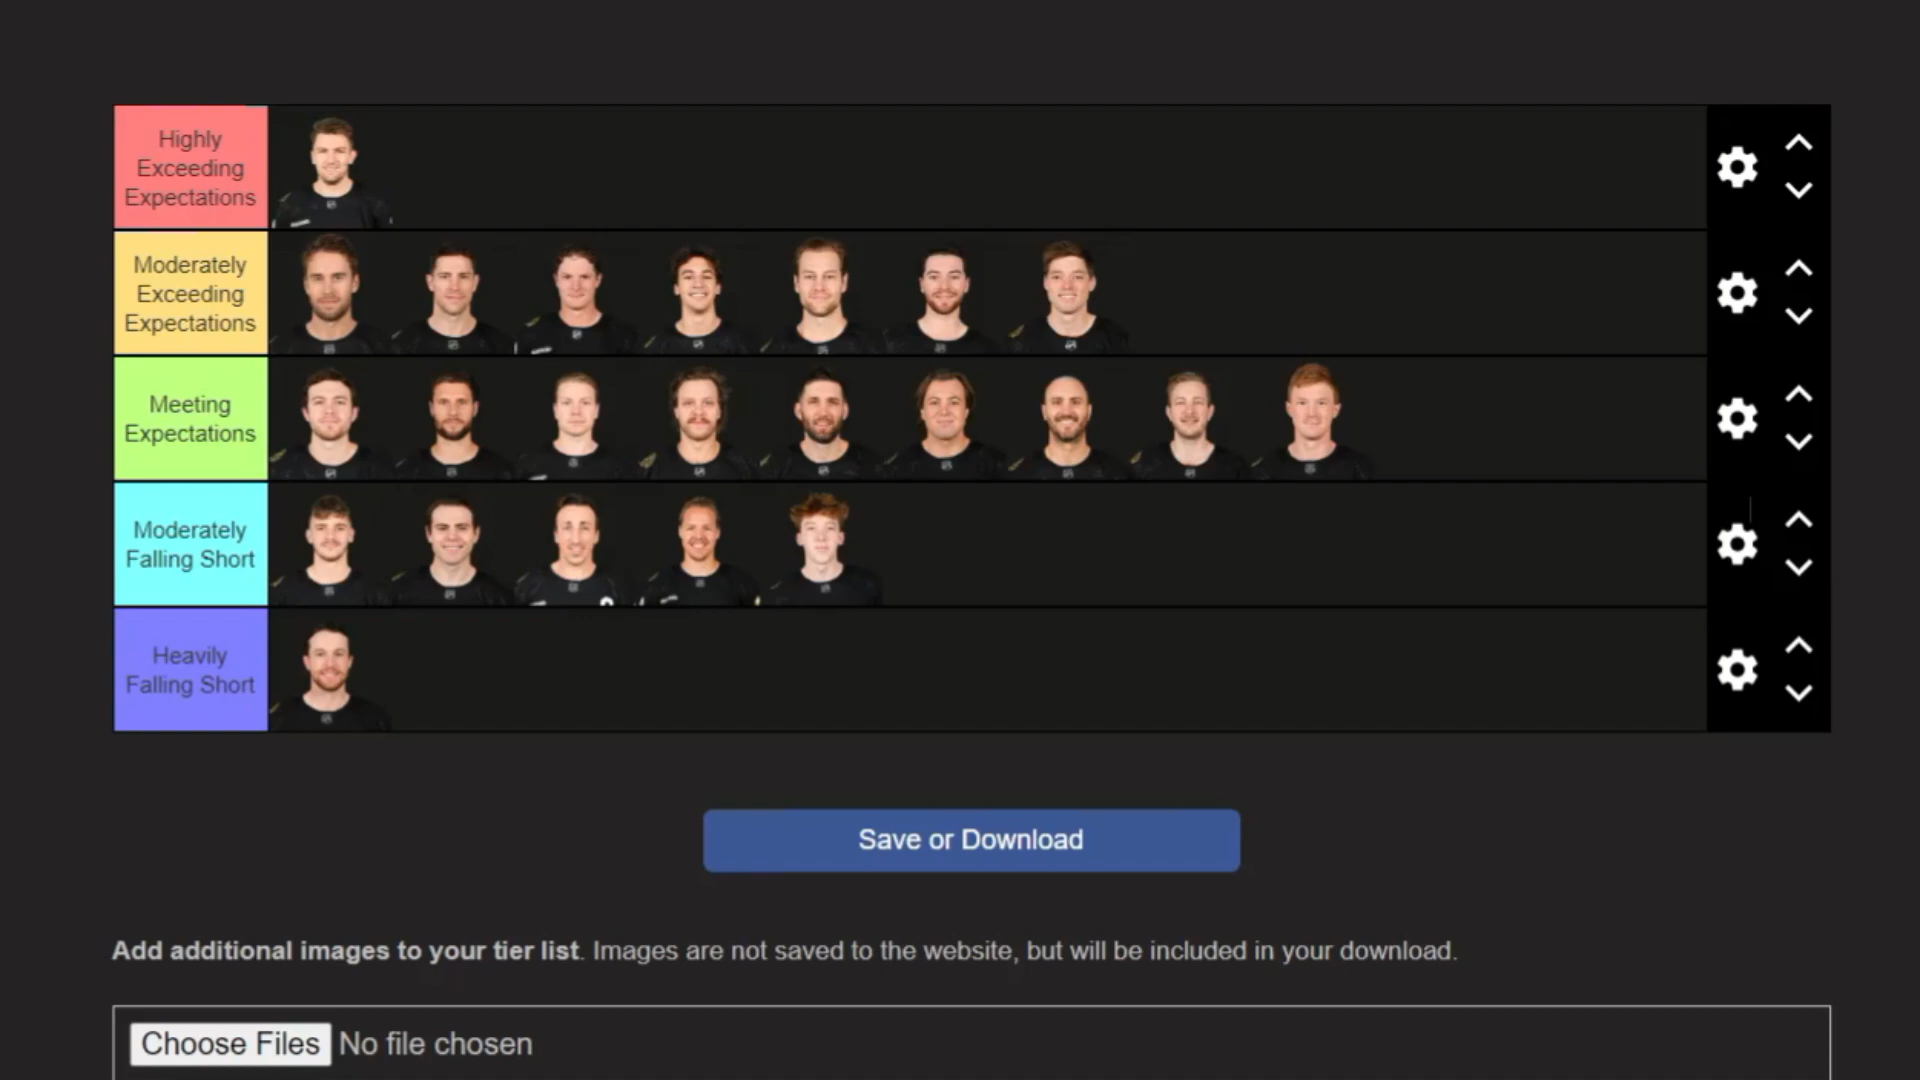 Highly
Exceeding
Expectations
Moderately
Exceeding
Expectations
Meeting
Expectations
Moderately
Falling Short
Heavily
Falling Short
Save or Download
Add additional images to your tier list. Images are not saved to the website, but will be included in your download.
Choose Files No file chosen